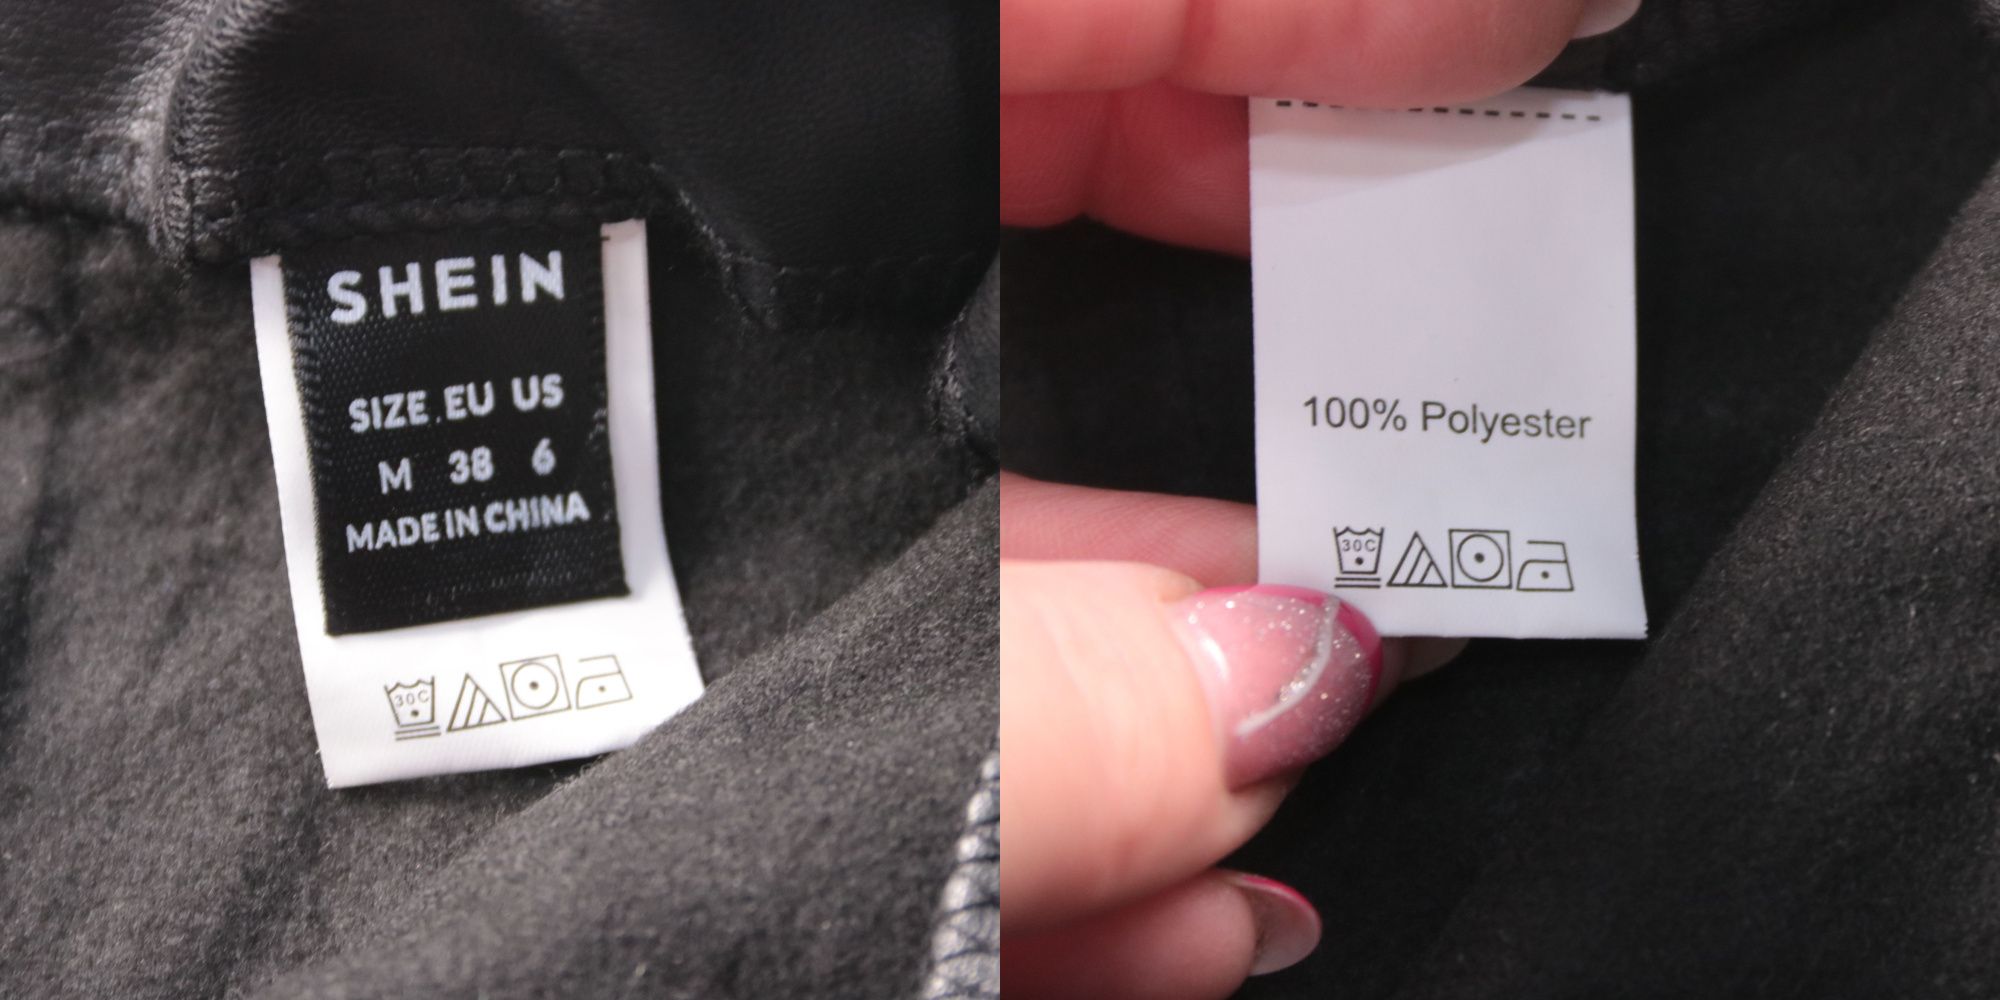 SHEIN
SIZE EU US
M 38 6
MADE IN CHINA
30C
100% Polyester
30C